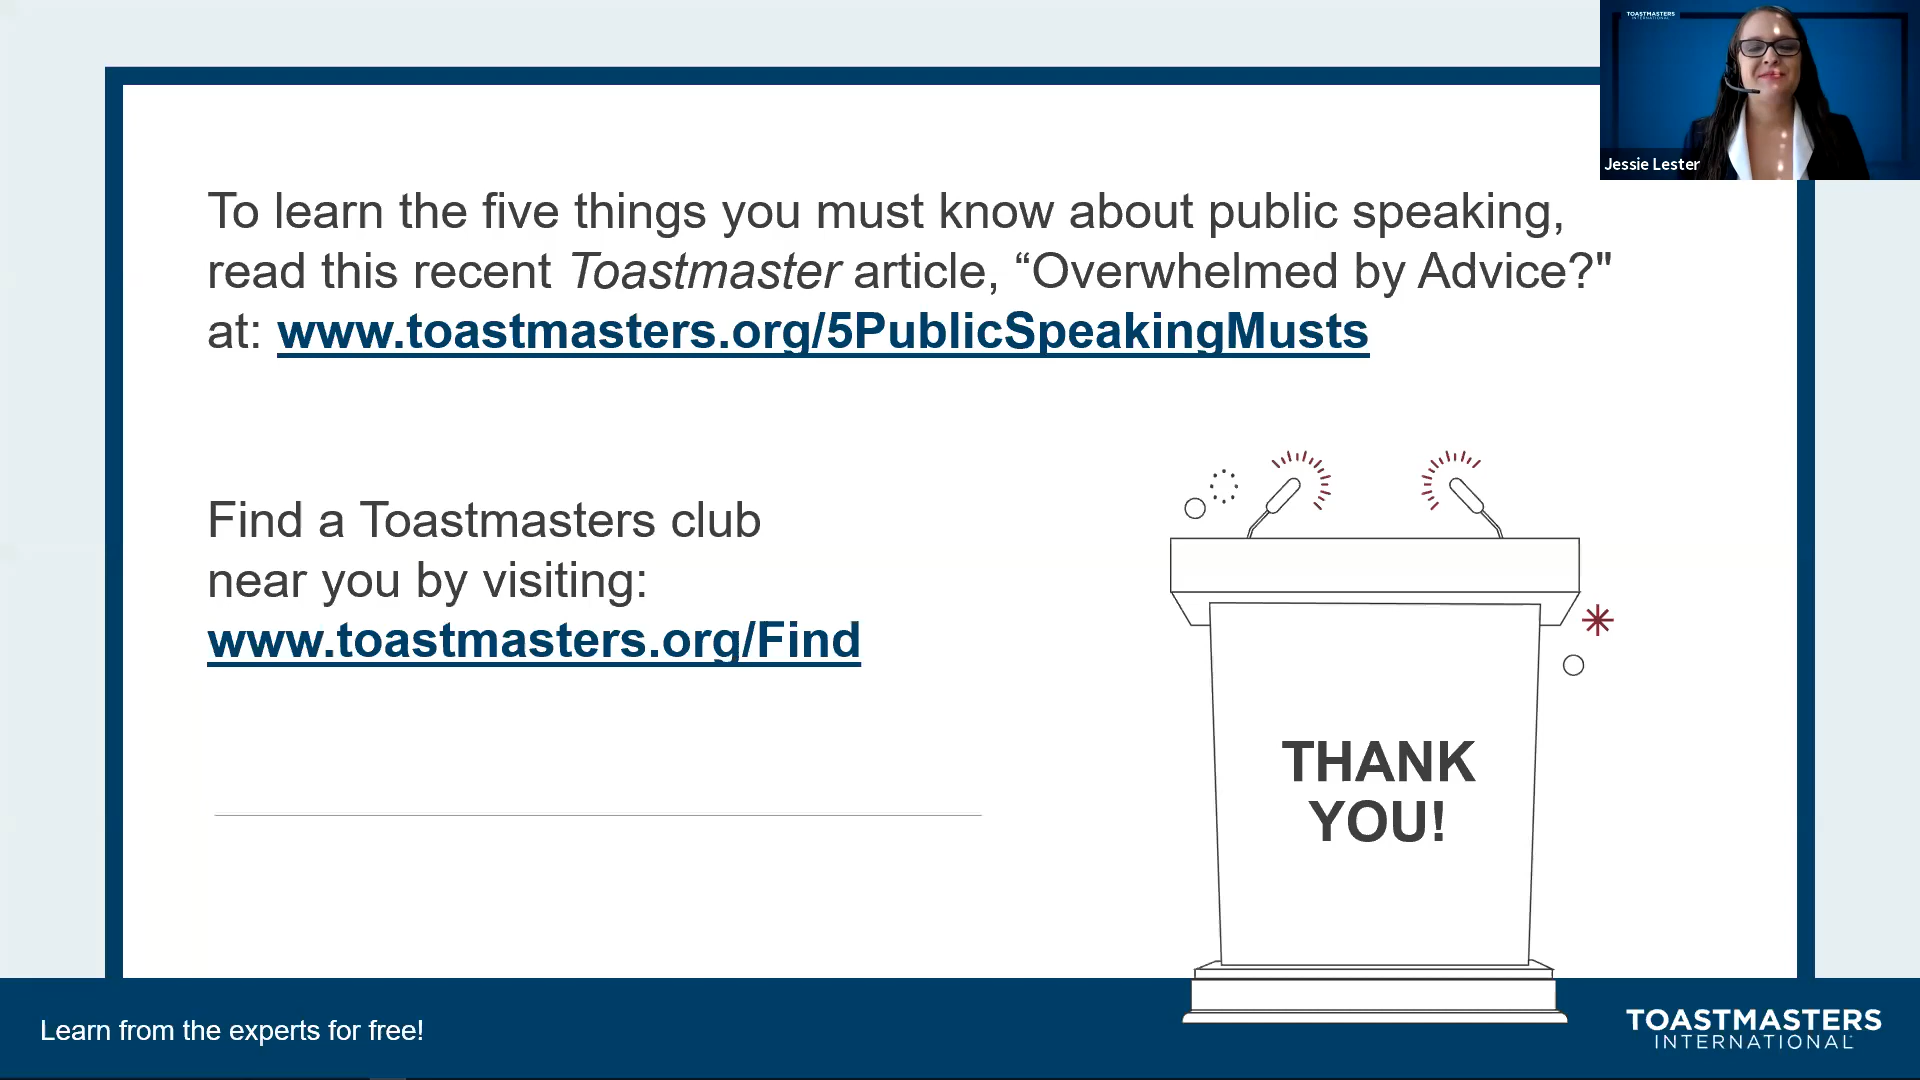 TOASTMASTERS
INTERNATIONAL
Jessie Lester
To learn the five things you must know about public speaking,
read this recent Toastmaster article, “Overwhelmed by Advice?"
at: www.toastmasters.org/5PublicSpeakingMusts
Find a Toastmasters club
near you by visiting:
www.toastmasters.org/Find
THANK
YOU!
Learn from the experts for free!
TOASTMASTERS
INTERNATIONAL